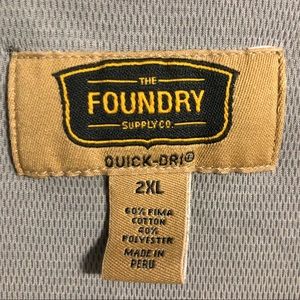 THE
FOUNDRY
SUPPLY CO.
QUICK-DRI®
2XL
60% PIMA
COTTON
40%
POLYESTER
MADE IN
PERU